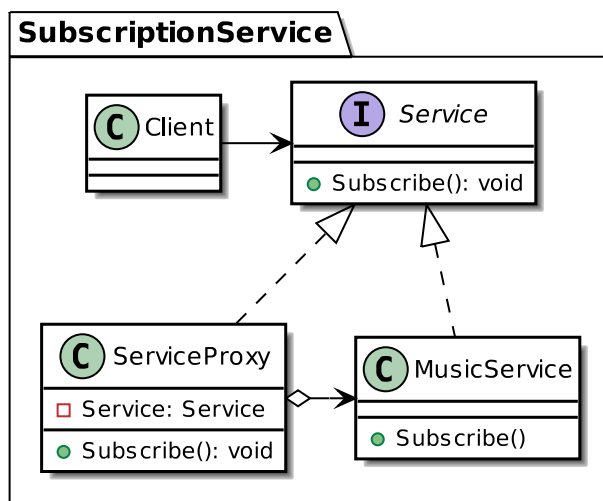 SubscriptionService
C Client
I Service
Subscribe(): void
C ServiceProxy
Service: Service
Subscribe(): void
C MusicService
Subscribe()